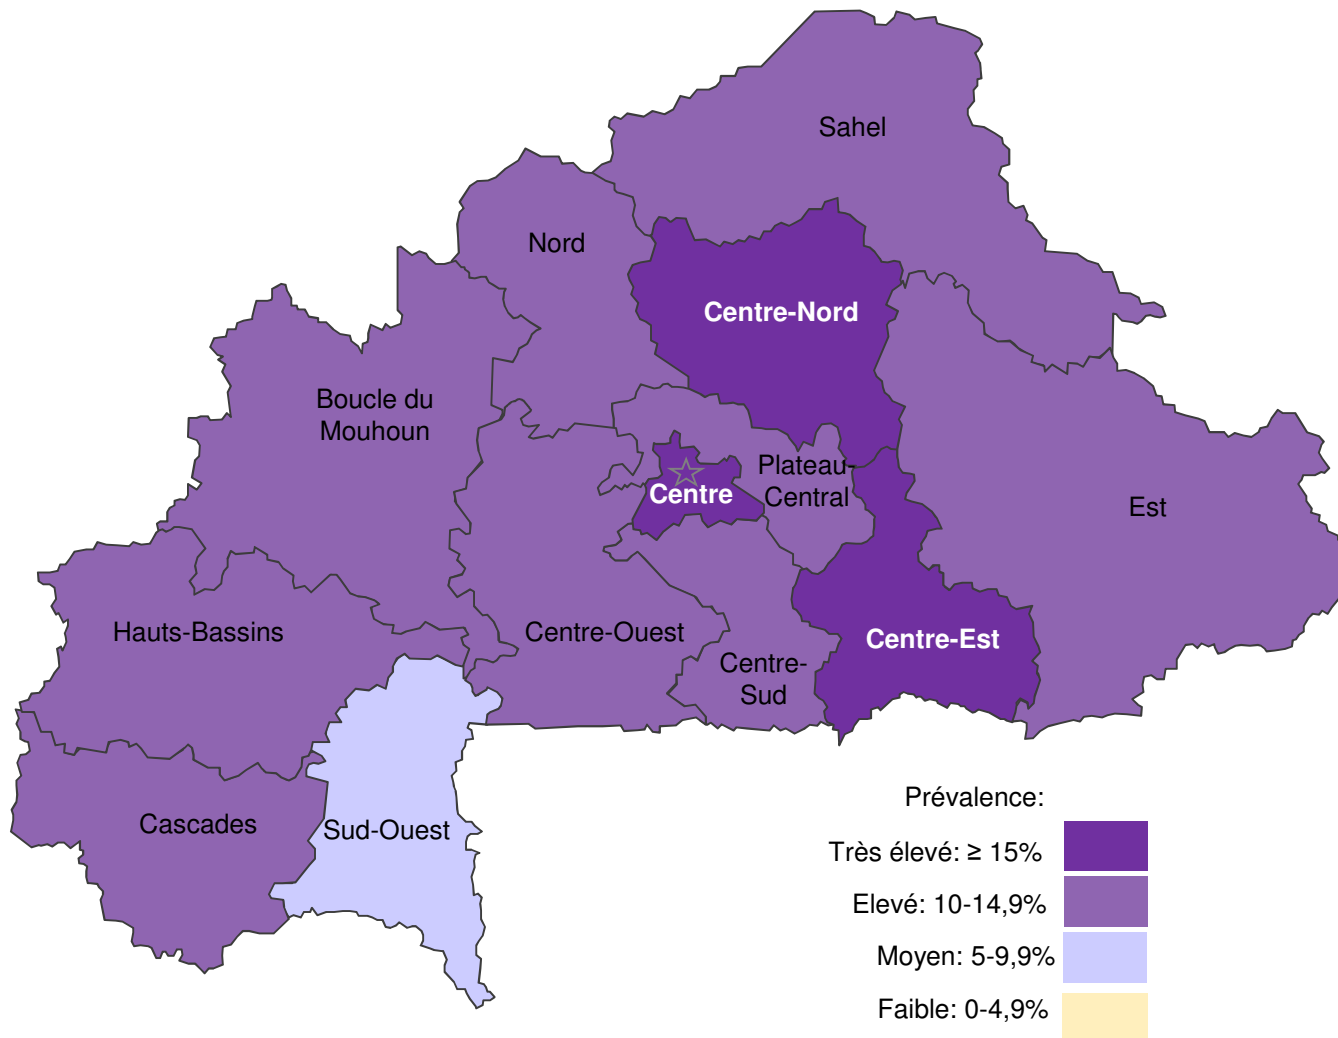 Sahel
Nord
Centre-Nord
Boucle du
Mouhoun
Plateau-
Central
Centre
Est
Hauts-Bassins
Centre-Ouest
Centre-Est
Centre-
Sud
Cascades
Sud-Ouest
Prévalence:
Très élevé: ≥ 15%
Elevé: 10-14,9%
Moyen: 5-9,9%
Faible: 0-4,9%